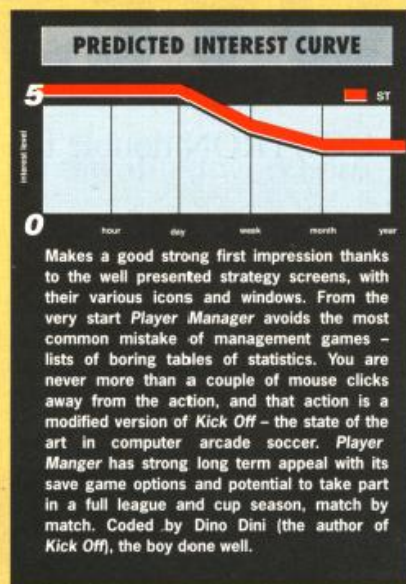 PREDICTED INTEREST CURVE
5
ST
interest level
0
hour day week month year
Makes a good strong first impression thanks
to the well presented strategy screens, with
their various icons and windows. From the
very start Player Manager avoids the most
common mistake of management games –
lists of boring tables of statistics. You are
never more than a couple of mouse clicks
away from the action, and that action is a
modified version of Kick Off – the state of the
art in computer arcade soccer. Player
Manger has strong long term appeal with its
save game options and potential to take part
in a full league and cup season, match by
match. Coded by Dino Dini (the author of
Kick Off), the boy done well.